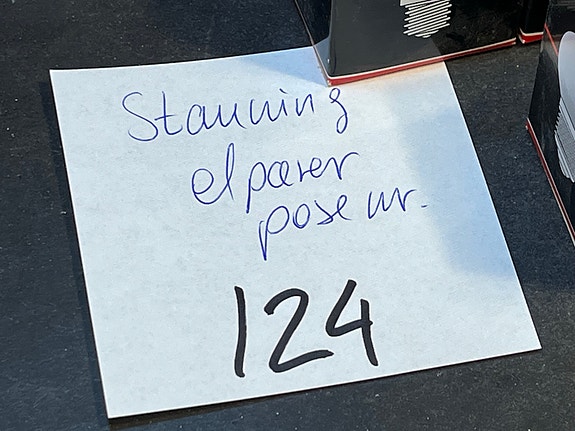 Stauning
elpærer
pose nr.
124